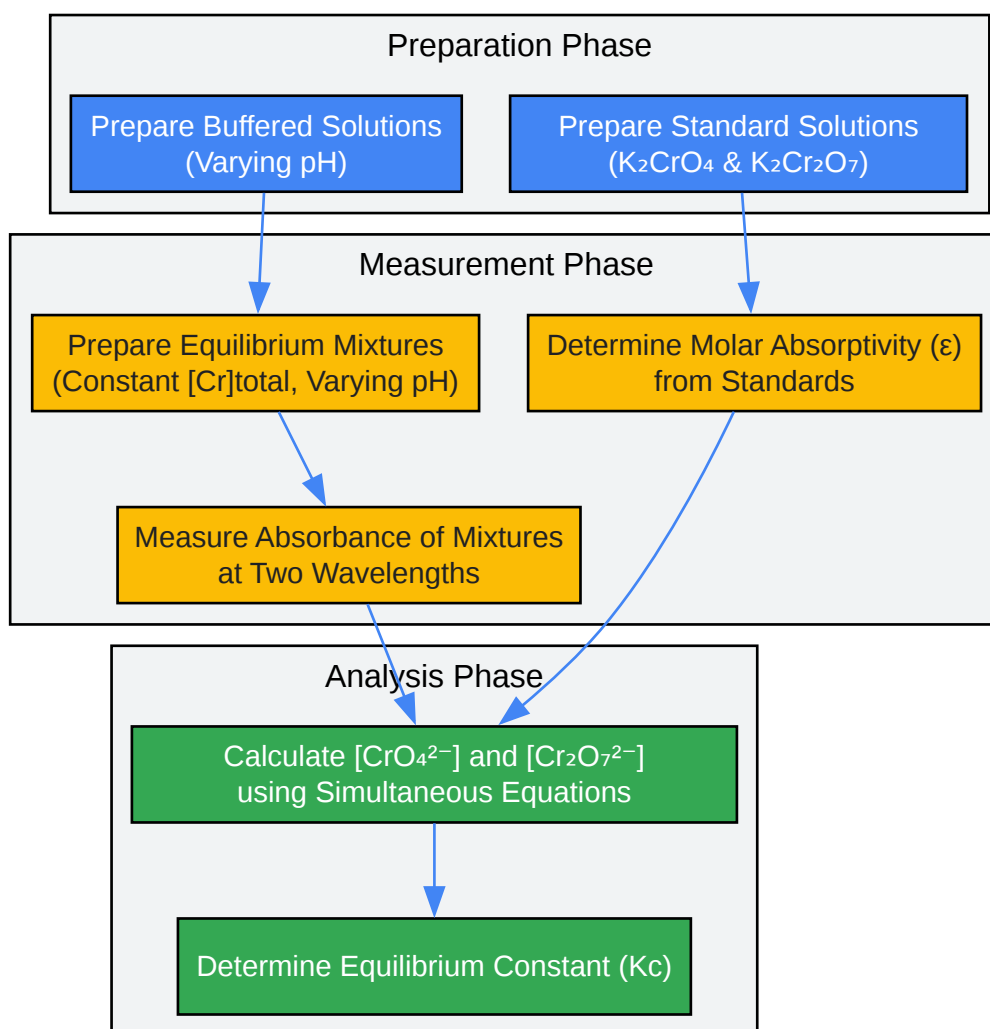 Preparation Phase
Prepare Buffered Solutions
(Varying pH)
Prepare Standard Solutions
(K₂CrO₄ & K₂Cr₂O₇)
Measurement Phase
Prepare Equilibrium Mixtures
(Constant [Cr]total, Varying pH)
Determine Molar Absorptivity (ε)
from Standards
Measure Absorbance of Mixtures
at Two Wavelengths
Analysis Phase
Calculate [CrO₄²⁻] and [Cr₂O₇²⁻]
using Simultaneous Equations
Determine Equilibrium Constant (Kc)